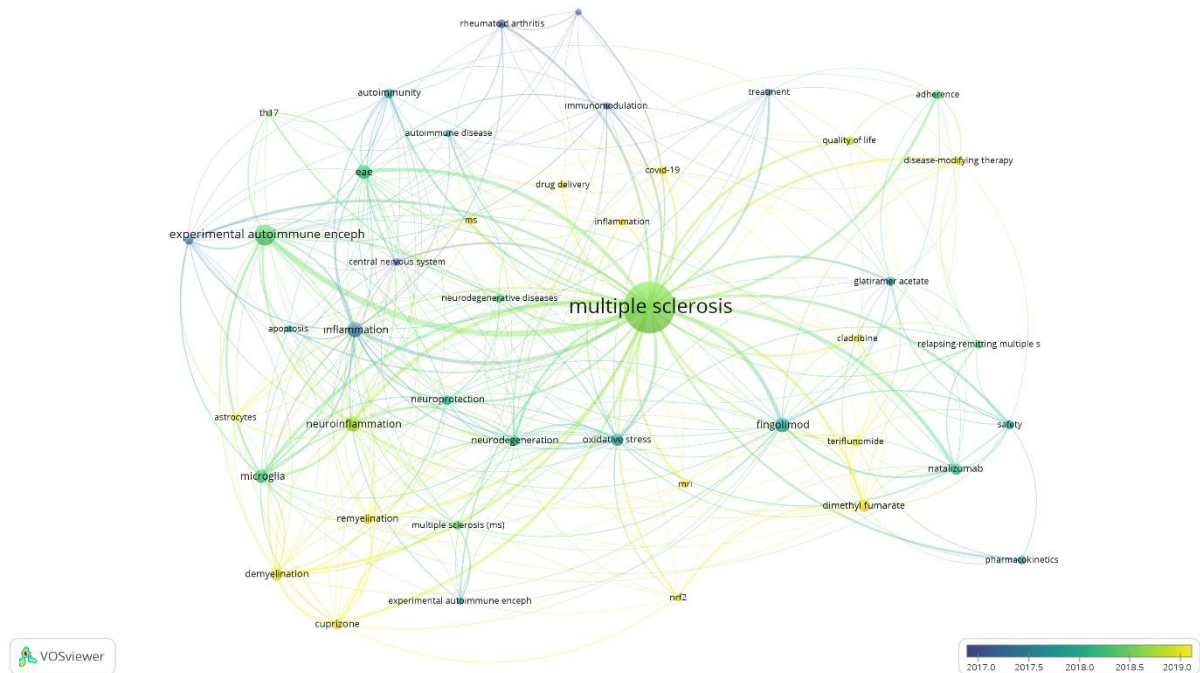 rheumatoid arthritis
autoimmunity
treatment
adherence
th17
immunomodulation
autoimmune disease
quality of life
disease-modifying therapy
eae
covid-19
drug delivery
ms
inflammation
experimental autoimmune enceph
central nervous system
glatiramer acetate
neurodegenerative diseases
multiple sclerosis
apoptosis
inflammation
cladribine
relapsing-remitting multiple s
neuroprotection
astrocytes
neuroinflammation
neurodegeneration
oxidative stress
fingolimod
safety
teriflunomide
natalizumab
microglia
mri
dimethyl fumarate
remyelination
multiple sclerosis (ms)
pharmacokinetics
demyelination
nrf2
experimental autoimmune enceph
cuprizone
VOSviewer
2017.0 2017.5 2018.0 2018.5 2019.0